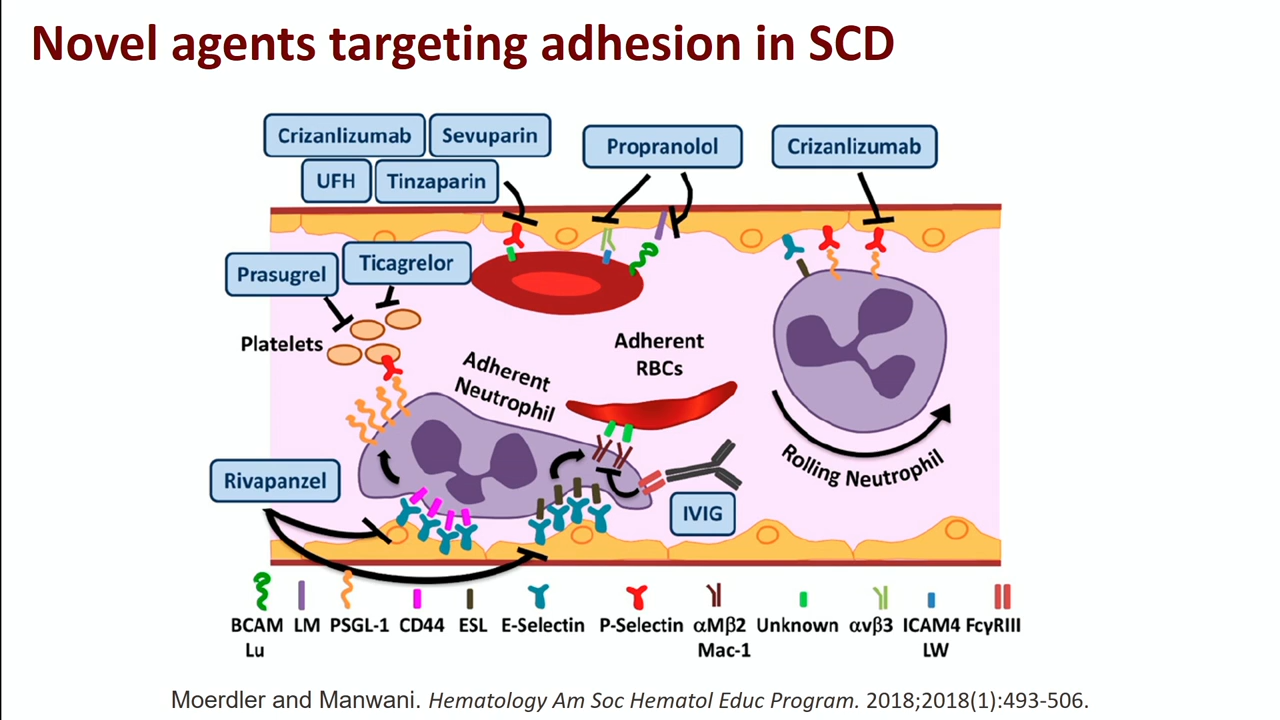 Novel agents targeting adhesion in SCD
Crizanlizumab
Sevuparin
UFH
Tinzaparin
Propranolol
Crizanlizumab
Prasugrel
Ticagrelor
Platelets
Adherent
Neutrophil
Adherent
RBCs
Rolling Neutrophil
Rivapanzel
IVIG
BCAM
Lu
LM
PSGL-1
CD44
ESL
E-Selectin
P-Selectin
αMβ2
Mac-1
Unknown
αvβ3
ICAM4
LW
FcγRIII
Moerdler and Manwani. Hematology Am Soc Hematol Educ Program. 2018;2018(1):493-506.